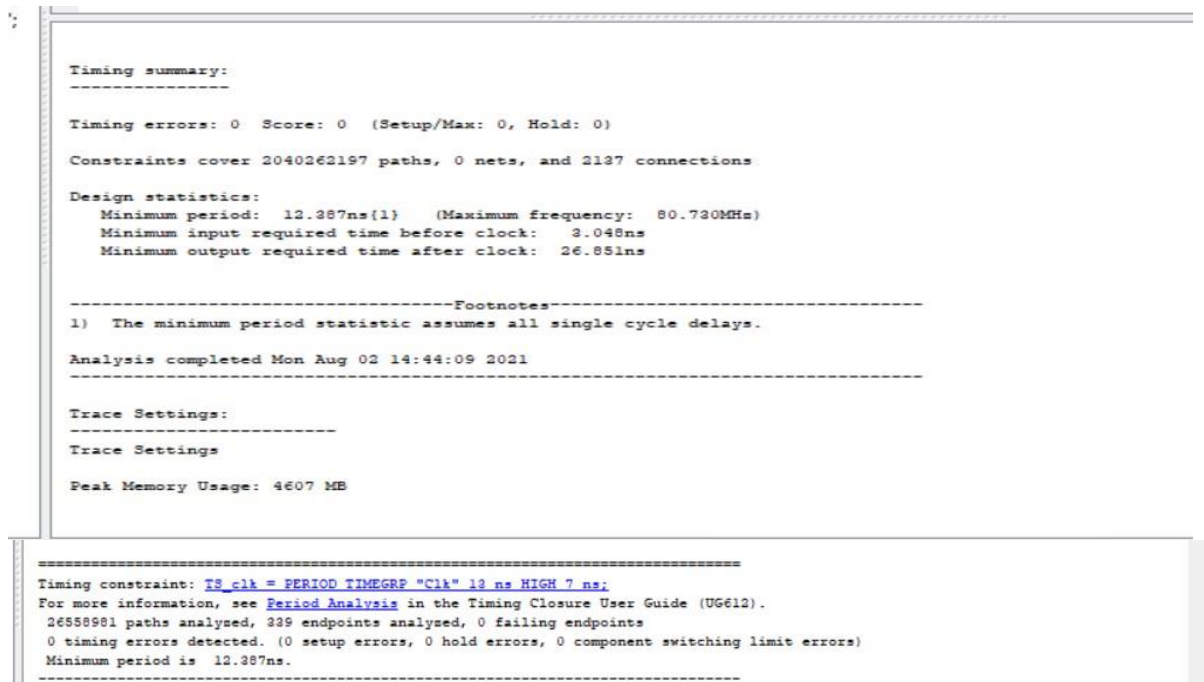 ";
Timing summary:
---------------
Timing errors: 0  Score: 0  (Setup/Max: 0, Hold: 0)
Constraints cover 2040262197 paths, 0 nets, and 2137 connections
Design statistics:
Minimum period:  12.387ns{1}  (Maximum frequency:  80.730MHz)
Minimum input required time before clock:   3.048ns
Minimum output required time after clock:  26.851ns
------------------------------------Footnotes-----------------------------------
1)  The minimum period statistic assumes all single cycle delays.
Analysis completed Mon Aug 02 14:44:09 2021
--------------------------------------------------------------------------------
Trace Settings:
-------------------------
Trace Settings
Peak Memory Usage: 4607 MB
================================================================================
Timing constraint: TS_clk = PERIOD TIMEGRP "Clk" 13 ns HIGH 7 ns;
For more information, see Period Analysis in the Timing Closure User Guide (UG612).
26558981 paths analyzed, 339 endpoints analyzed, 0 failing endpoints
0 timing errors detected. (0 setup errors, 0 hold errors, 0 component switching limit errors)
Minimum period is  12.387ns.
--------------------------------------------------------------------------------